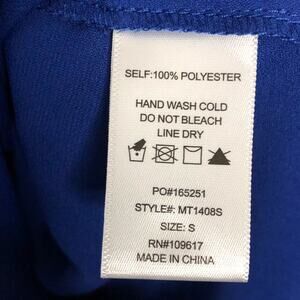 SELF:100% POLYESTER
HAND WASH COLD
DO NOT BLEACH
LINE DRY
PO#165251
STYLE#: MT1408S
SIZE: S
RN#109617
MADE IN CHINA